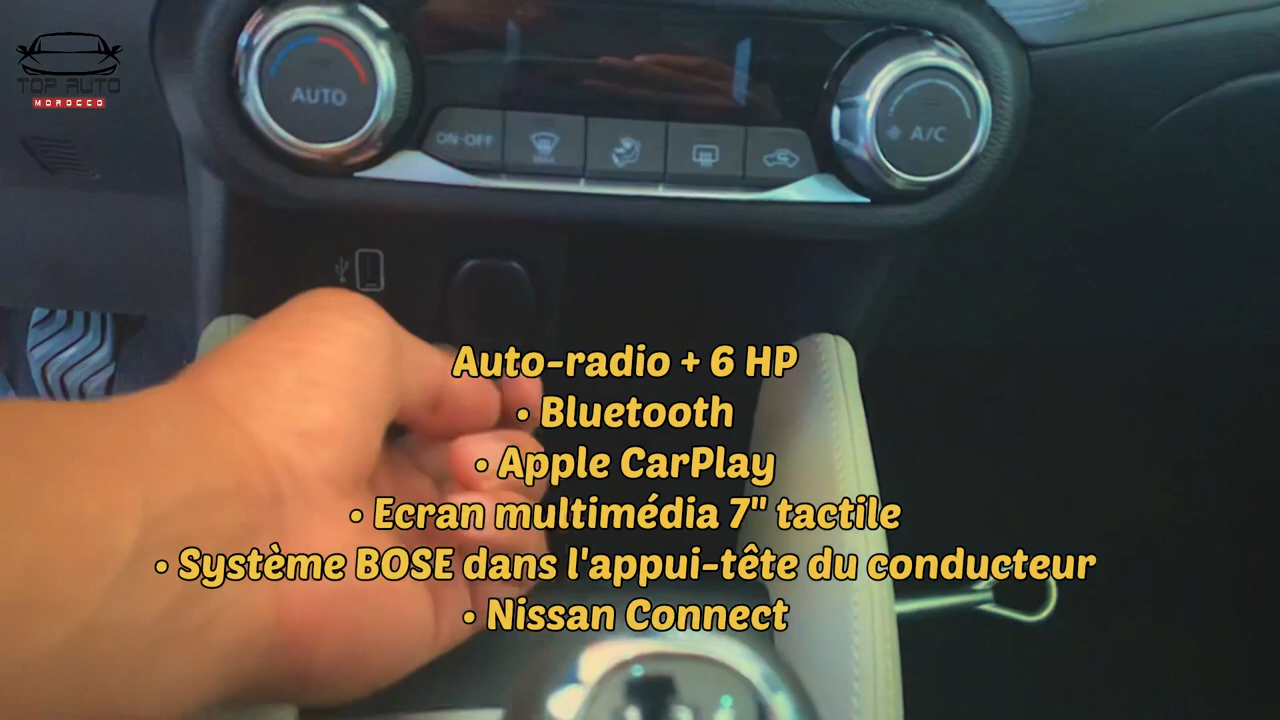 TOP AUTO
MOROCCO
AUTO
ON-OFF
MAX
A/C
Auto-radio + 6 HP
• Bluetooth
• Apple CarPlay
• Ecran multimédia 7" tactile
• Système BOSE dans l'appui-tête du conducteur
• Nissan Connect